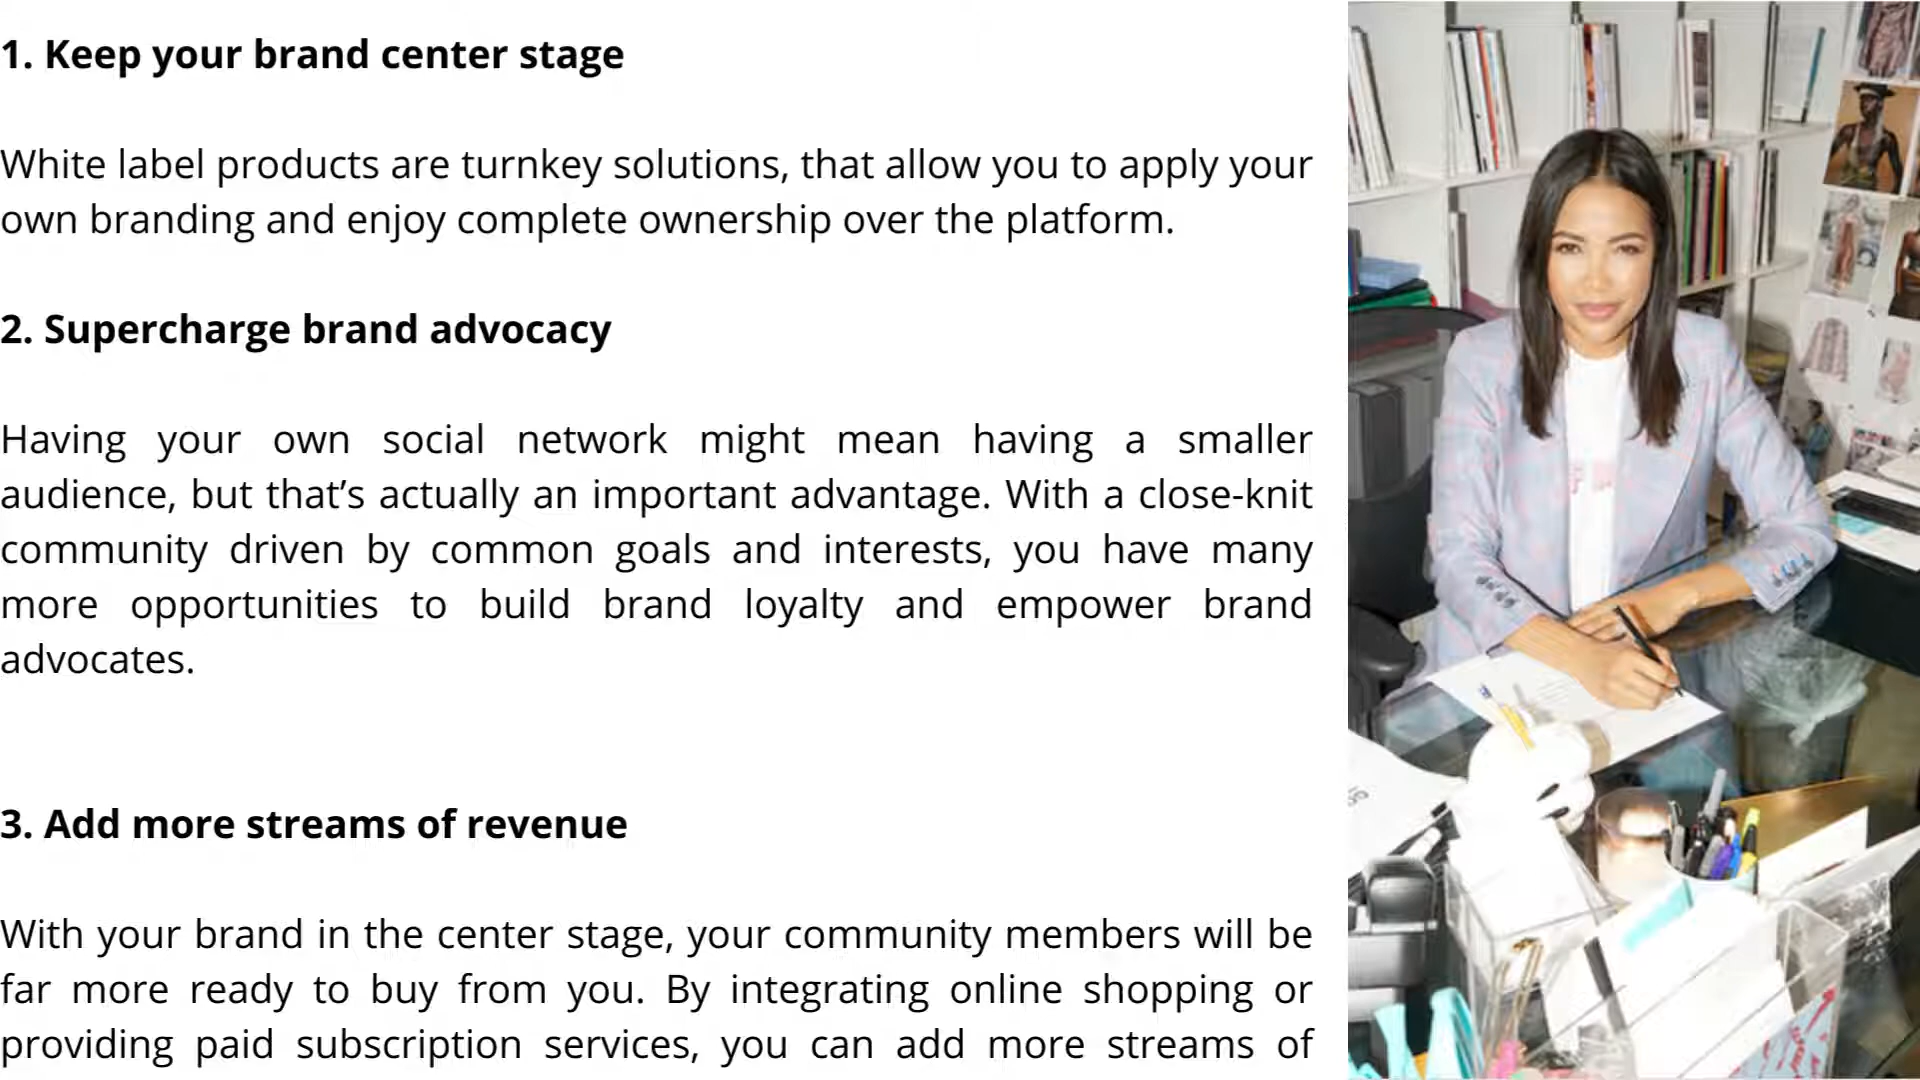 1. Keep your brand center stage
White label products are turnkey solutions, that allow you to apply your
own branding and enjoy complete ownership over the platform.
2. Supercharge brand advocacy
Having your own social network might mean having a smaller
audience, but that’s actually an important advantage. With a close-knit
community driven by common goals and interests, you have many
more opportunities to build brand loyalty and empower brand
advocates.
3. Add more streams of revenue
With your brand in the center stage, your community members will be
far more ready to buy from you. By integrating online shopping or
providing paid subscription services, you can add more streams of